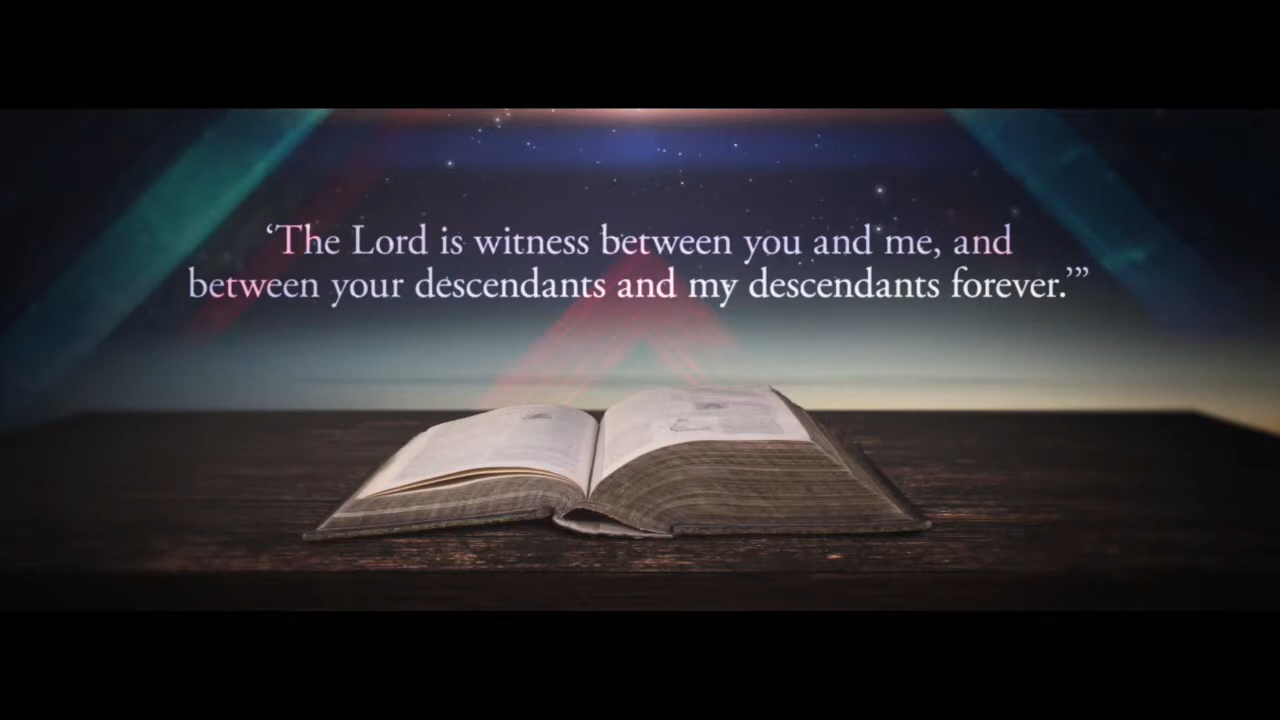 ‘The Lord is witness between you and me, and
between your descendants and my descendants forever.’”